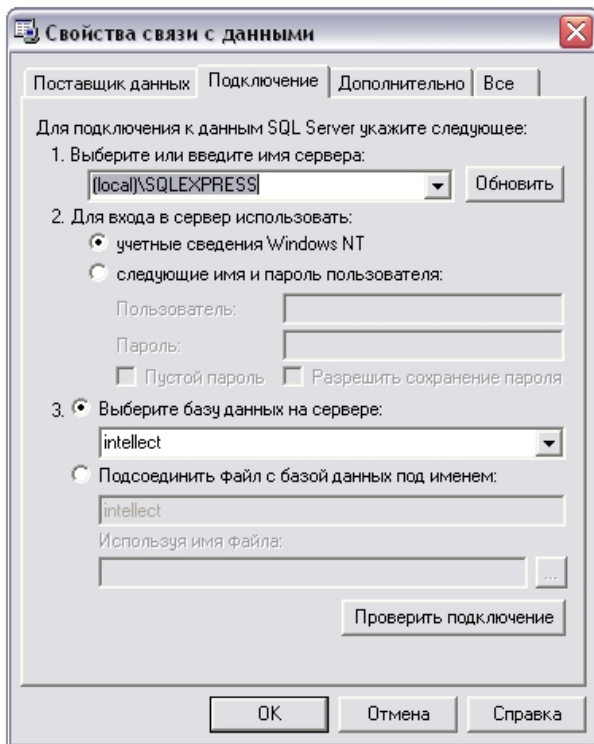 Свойства связи с данными
Поставщик данных Подключение Дополнительно Все
Для подключения к данным SQL Server укажите следующее:
1. Выберите или введите имя сервера:
(local)\SQLEXPRESS Обновить
2. Для входа в сервер использовать:
учетные сведения Windows NT
следующие имя и пароль пользователя:
Пользователь:
Пароль:
Пустой пароль Разрешить сохранение пароля
3. Выберите базу данных на сервере:
intellect
Подсоединить файл с базой данных под именем:
intellect
Используя имя файла:
...
Проверить подключение
OK Отмена Справка